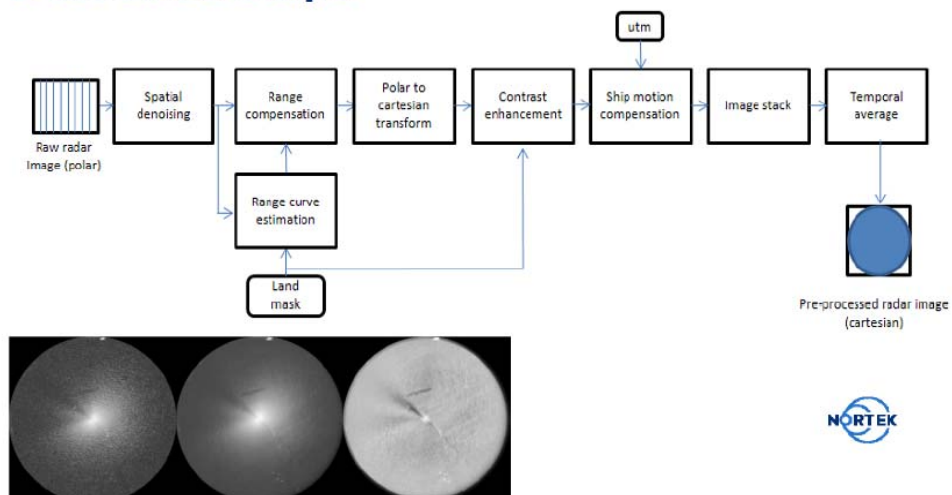 utm
Raw radar
Image (polar)
Spatial
denoising
Range
compensation
Polar to
cartesian
transform
Contrast
enhancement
Ship motion
compensation
Image stack
Temporal
average
Range curve
estimation
Land
mask
Pre-processed radar image
(cartesian)
NORTEK